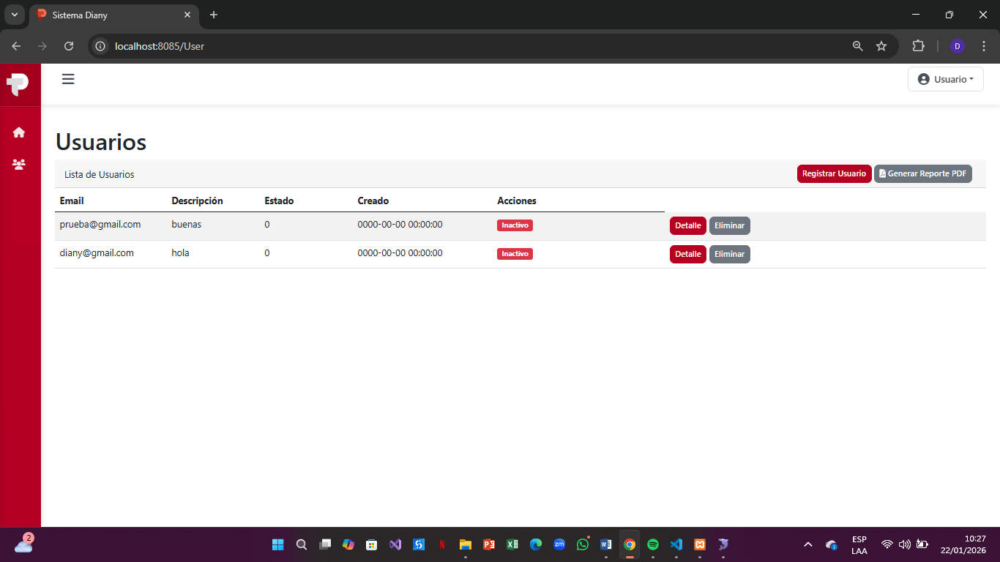 Sistema Diany
localhost:8085/User
D
Usuario
Usuarios
Lista de Usuarios
Registrar Usuario
Generar Reporte PDF
Email Descripción Estado Creado Acciones
prueba@gmail.com buenas 0 0000-00-00 00:00:00 Inactivo Detalle Eliminar
diany@gmail.com hola 0 0000-00-00 00:00:00 Inactivo Detalle Eliminar
2
zm
ESP
LAA
10:27
22/01/2026